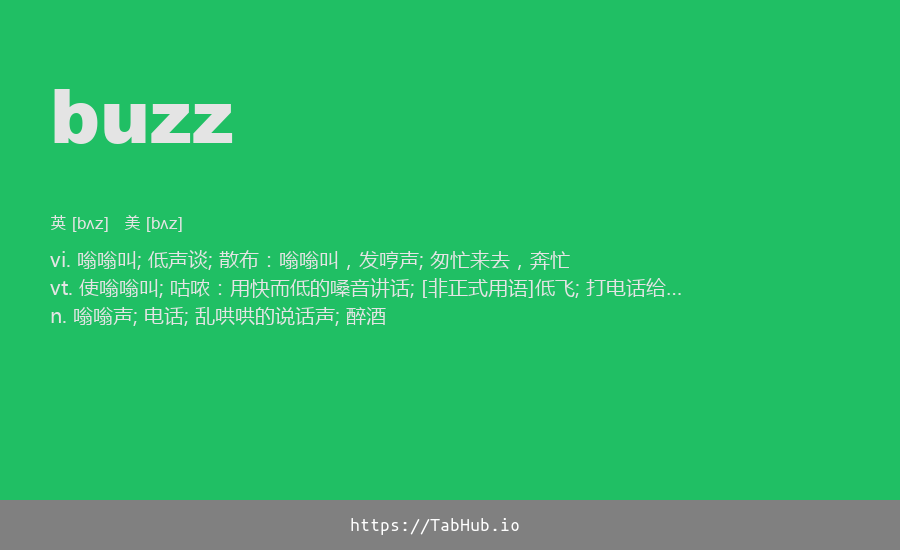 buzz
英 [bʌz] 美 [bʌz]
vi. 嗡嗡叫; 低声谈; 散布：嗡嗡叫，发哼声; 匆忙来去，奔忙
vt. 使嗡嗡叫; 咕哝：用快而低的嗓音讲话; [非正式用语]低飞; 打电话给...
n. 嗡嗡声; 电话; 乱哄哄的说话声; 醉酒
https://TabHub.io